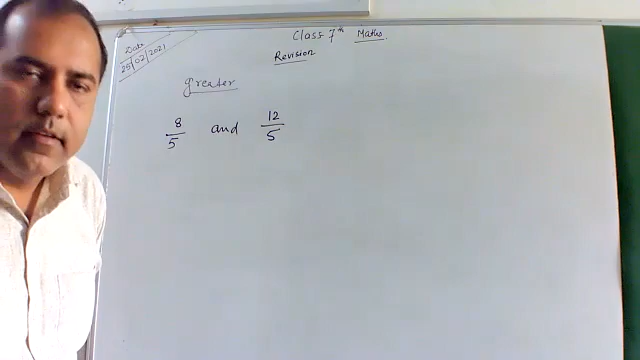 Class 7th Maths.
Revision
Date
25/02/2021
greater
8/5 and 12/5